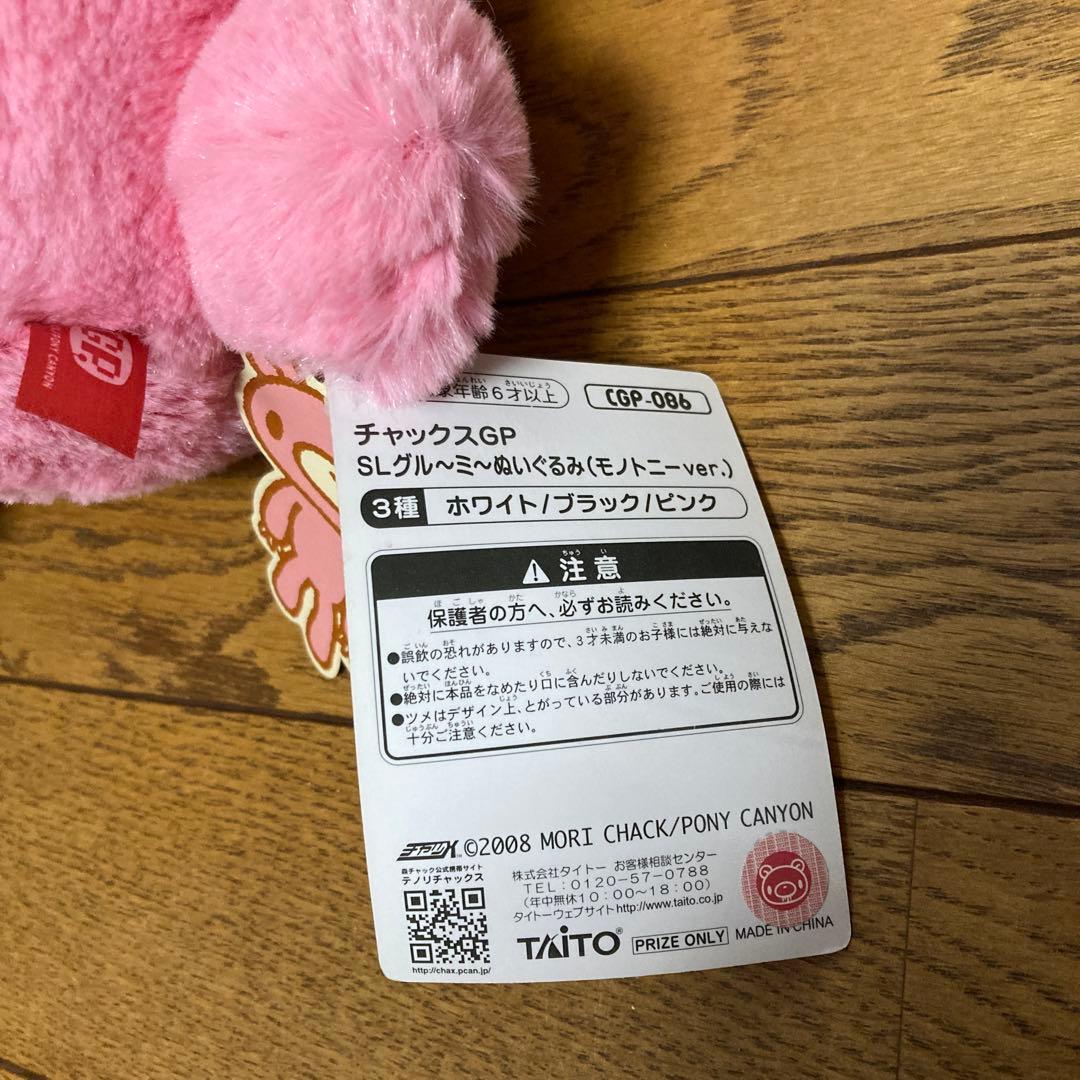 象年齢6才以上
CGP-086
チャックスGP
SLグル〜ミ〜ぬいぐるみ(モノトニーver.)
3種 ホワイト/ブラック/ピンク
⚠ 注意
保護者の方へ、必ずお読みください。
●誤飲の恐れがありますので、3才未満のお子様には絶対に与えな
いでください。
●絶対に本品をなめたり口に含んだりしないでください。
●ツメはデザイン上、とがっている部分があります。ご使用の際には
十分ご注意ください。
チャックス™ ©2008 MORI CHACK/PONY CANYON
森チャック公式携帯サイト
テノリチャックス
http://chax.pcan.jp/
株式会社タイトー お客様相談センター
TEL:0120-57-0788
(年中無休10:00〜18:00)
タイトーウェブサイトhttp://www.taito.co.jp
TAITO® PRIZE ONLY MADE IN CHINA
PONY CANYON